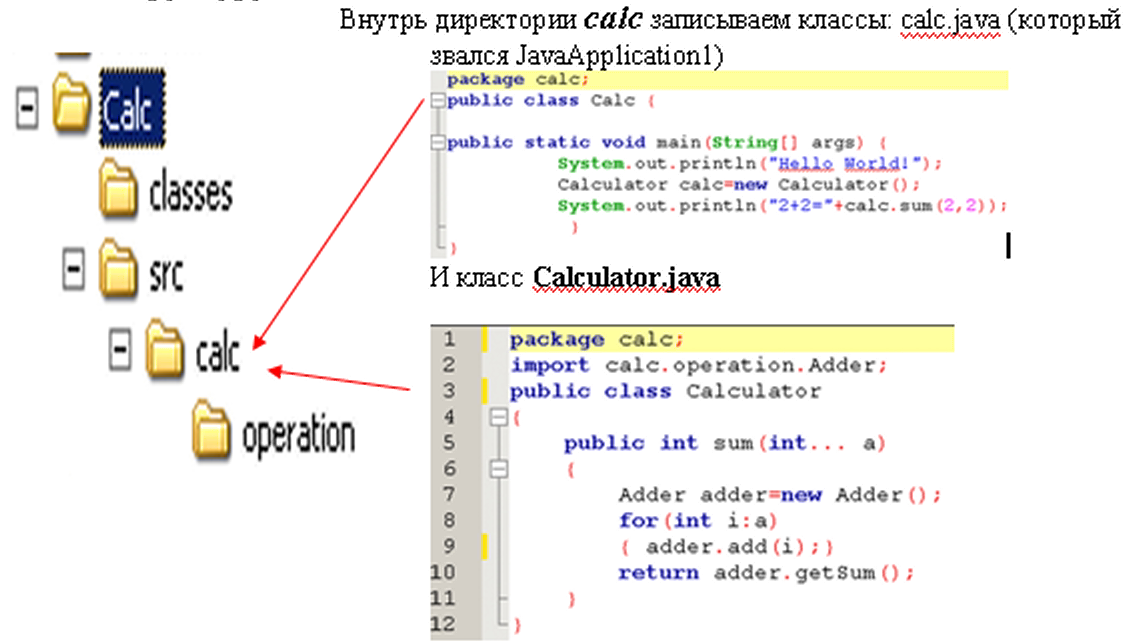 Внутрь директории calc записываем классы: calc.java (который
звался JavaApplication1)
Calc
classes
src
calc
operation
package calc;
public class Calc {
public static void main(String[] args) {
System.out.println("Hello World!");
Calculator calc=new Calculator();
System.out.println("2+2="+calc.sum(2,2));
}
}
И класс Calculator.java
1 package calc;
2 import calc.operation.Adder;
3 public class Calculator
4 {
5 public int sum(int... a)
6 {
7 Adder adder=new Adder();
8 for(int i:a)
9 { adder.add(i);}
10 return adder.getSum();
11 }
12 }